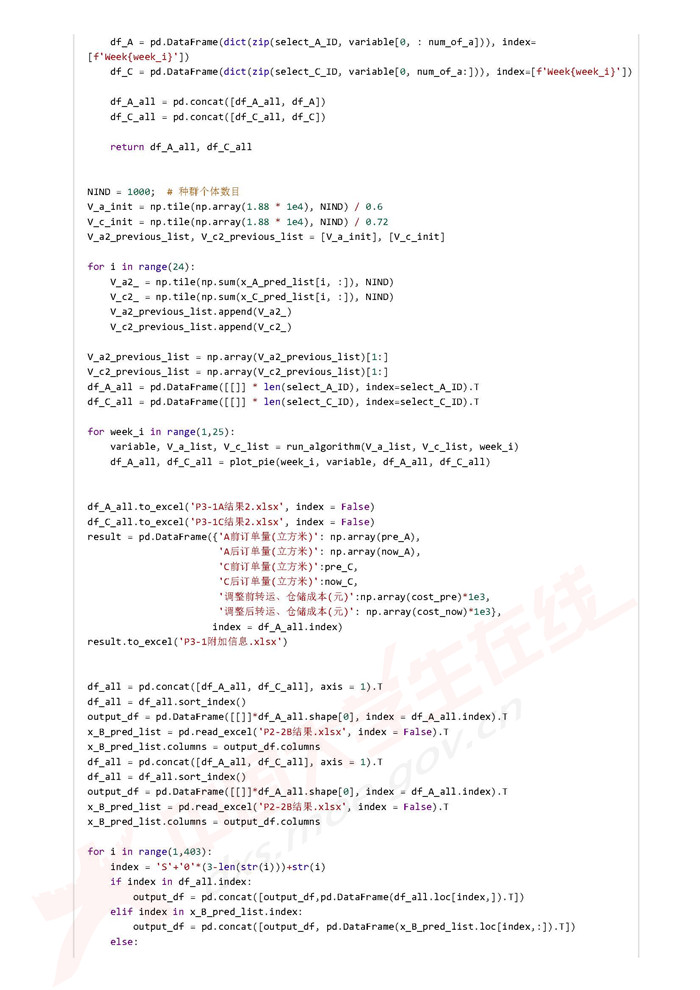 df_A = pd.DataFrame(dict(zip(select_A_ID, variable[0, : num_of_a])), index=
[f'Week{week_i}'])
    df_C = pd.DataFrame(dict(zip(select_C_ID, variable[0, num_of_a:])), index=[f'Week{week_i}'])

    df_A_all = pd.concat([df_A_all, df_A])
    df_C_all = pd.concat([df_C_all, df_C])

    return df_A_all, df_C_all


NIND = 1000;  # 种群个体数目
V_a_init = np.tile(np.array(1.88 * 1e4), NIND) / 0.6
V_c_init = np.tile(np.array(1.88 * 1e4), NIND) / 0.72
V_a2_previous_list, V_c2_previous_list = [V_a_init], [V_c_init]

for i in range(24):
    V_a2_ = np.tile(np.sum(x_A_pred_list[i, :]), NIND)
    V_c2_ = np.tile(np.sum(x_C_pred_list[i, :]), NIND)
    V_a2_previous_list.append(V_a2_)
    V_c2_previous_list.append(V_c2_)

V_a2_previous_list = np.array(V_a2_previous_list)[1:]
V_c2_previous_list = np.array(V_c2_previous_list)[1:]
df_A_all = pd.DataFrame([[]] * len(select_A_ID), index=select_A_ID).T
df_C_all = pd.DataFrame([[]] * len(select_C_ID), index=select_C_ID).T

for week_i in range(1,25):
    variable, V_a_list, V_c_list = run_algorithm(V_a_list, V_c_list, week_i)
    df_A_all, df_C_all = plot_pie(week_i, variable, df_A_all, df_C_all)


df_A_all.to_excel('P3-1A结果2.xlsx', index = False)
df_C_all.to_excel('P3-1C结果2.xlsx', index = False)
result = pd.DataFrame({'A前订单量(立方米)': np.array(pre_A),
                       'A后订单量(立方米)': np.array(now_A),
                       'C前订单量(立方米)':pre_C,
                       'C后订单量(立方米)':now_C,
                       '调整前转运、仓储成本(元)':np.array(cost_pre)*1e3,
                       '调整后转运、仓储成本(元)': np.array(cost_now)*1e3},
                      index = df_A_all.index)
result.to_excel('P3-1附加信息.xlsx')


df_all = pd.concat([df_A_all, df_C_all], axis = 1).T
df_all = df_all.sort_index()
output_df = pd.DataFrame([[]]*df_A_all.shape[0], index = df_A_all.index).T
x_B_pred_list = pd.read_excel('P2-2B结果.xlsx', index = False).T
x_B_pred_list.columns = output_df.columns
df_all = pd.concat([df_A_all, df_C_all], axis = 1).T
df_all = df_all.sort_index()
output_df = pd.DataFrame([[]]*df_A_all.shape[0], index = df_A_all.index).T
x_B_pred_list = pd.read_excel('P2-2B结果.xlsx', index = False).T
x_B_pred_list.columns = output_df.columns

for i in range(1,403):
    index = 'S'+'0'*(3-len(str(i)))+str(i)
    if index in df_all.index:
        output_df = pd.concat([output_df,pd.DataFrame(df_all.loc[index,]).T])
    elif index in x_B_pred_list.index:
        output_df = pd.concat([output_df, pd.DataFrame(x_B_pred_list.loc[index,:]).T])
    else: